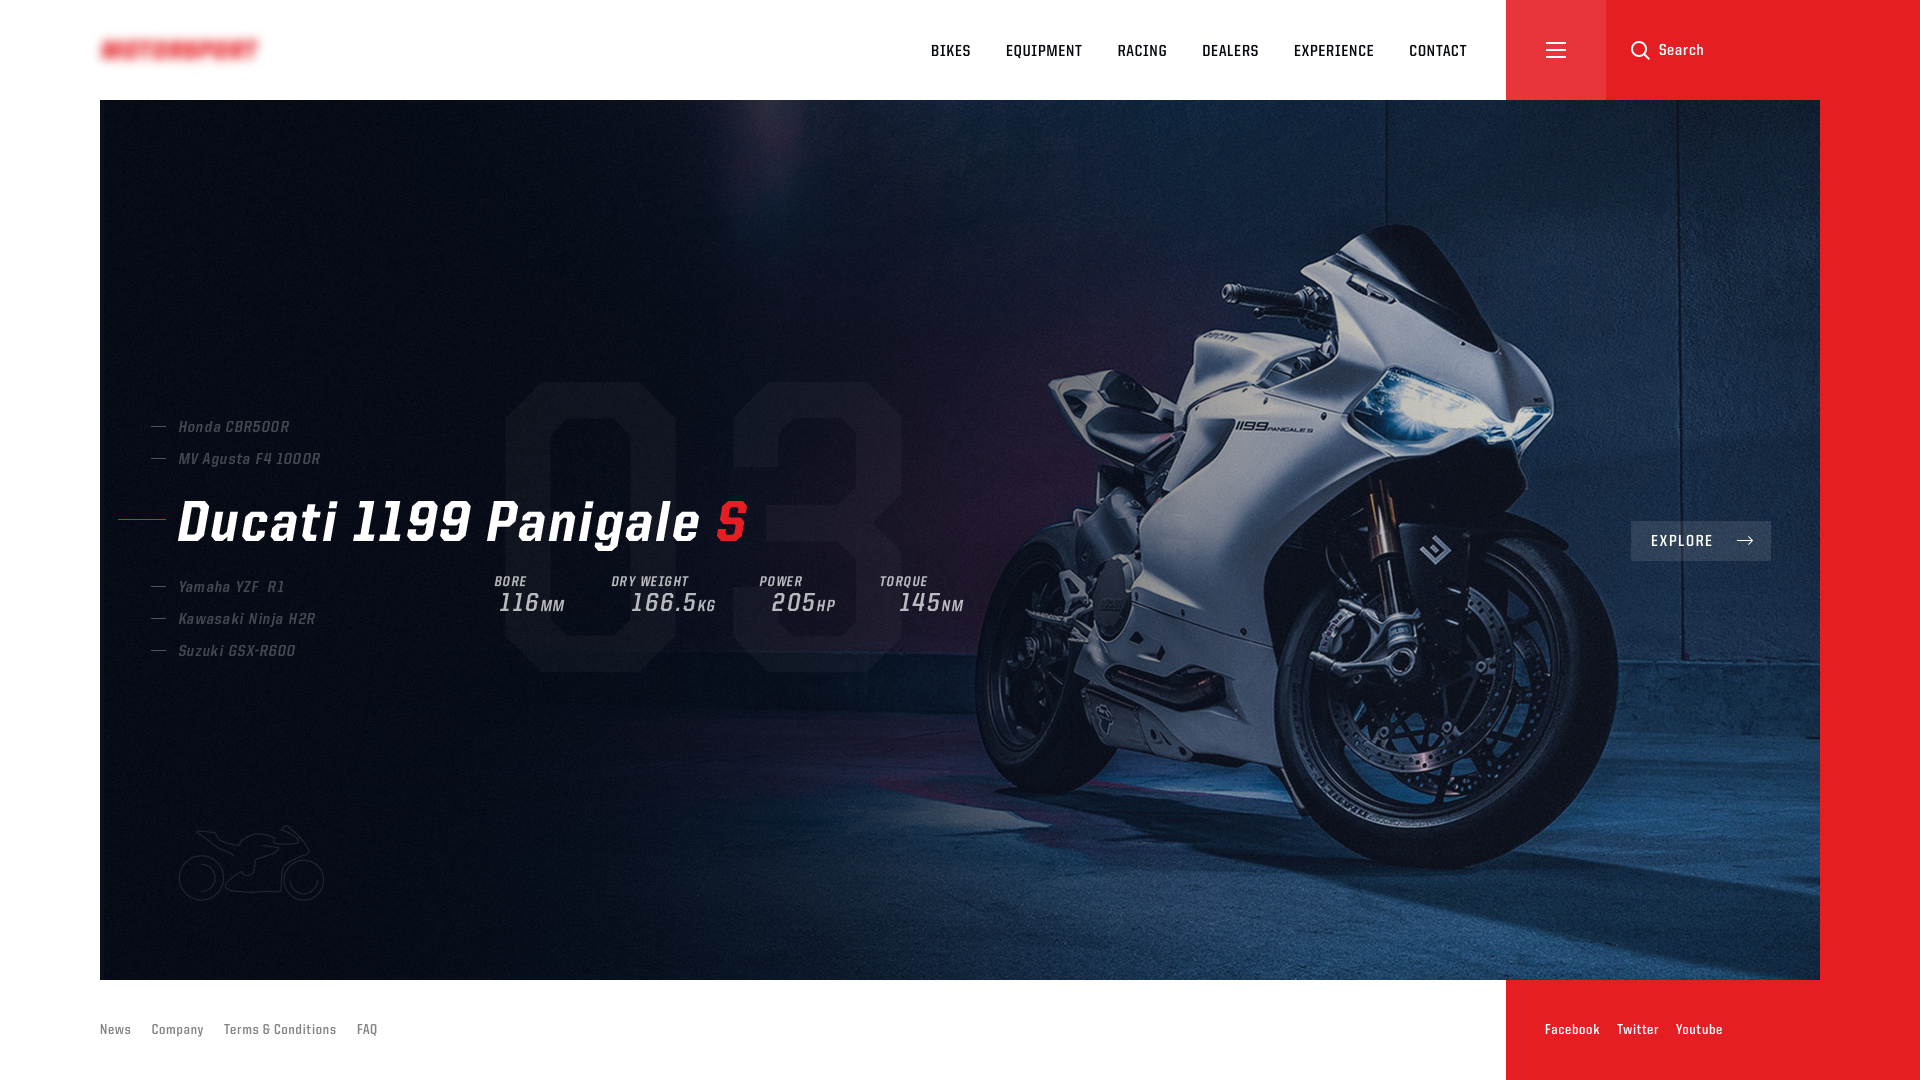 MOTORSPORT
BIKES EQUIPMENT RACING DEALERS EXPERIENCE CONTACT
Search
DUCATI
1199 PANIGALE S
03
Honda CBR500R
MV Agusta F4 1000R
Ducati 1199 Panigale S
EXPLORE
BORE DRY WEIGHT POWER TORQUE
116MM 166.5KG 205HP 145NM
Yamaha YZF R1
Kawasaki Ninja H2R
Suzuki GSX-R600
News Company Terms & Conditions FAQ
Facebook Twitter Youtube